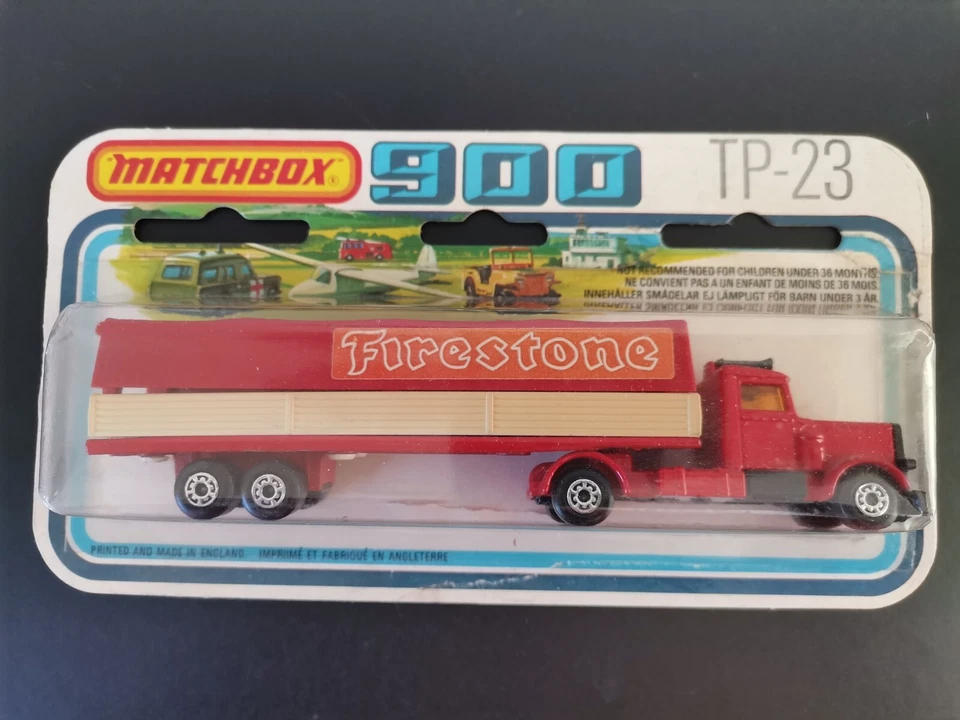 "MATCHBOX"®
900
TP-23
NOT RECOMMENDED FOR CHILDREN UNDER 36 MONTHS.
NE CONVIENT PAS A UN ENFANT DE MOINS DE 36 MOIS.
INNEHÅLLER SMÅDELAR EJ LÄMPLIGT FÖR BARN UNDER 3 ÅR.
Firestone
PRINTED AND MADE IN ENGLAND. IMPRIMÉ ET FABRIQUÉ EN ANGLETERRE